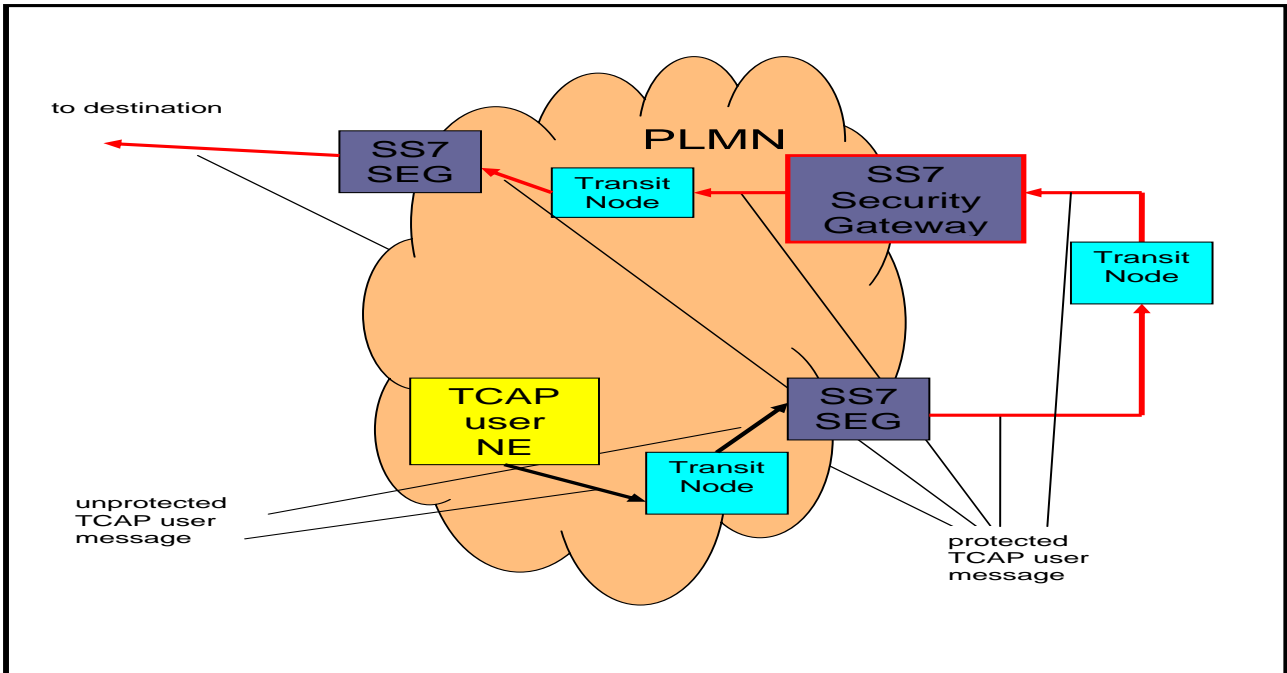 to destination
PLMN
SS7
SEG
Transit
Node
SS7
Security
Gateway
Transit
Node
TCAP
user
NE
SS7
SEG
Transit
Node
unprotected
TCAP user
message
protected
TCAP user
message